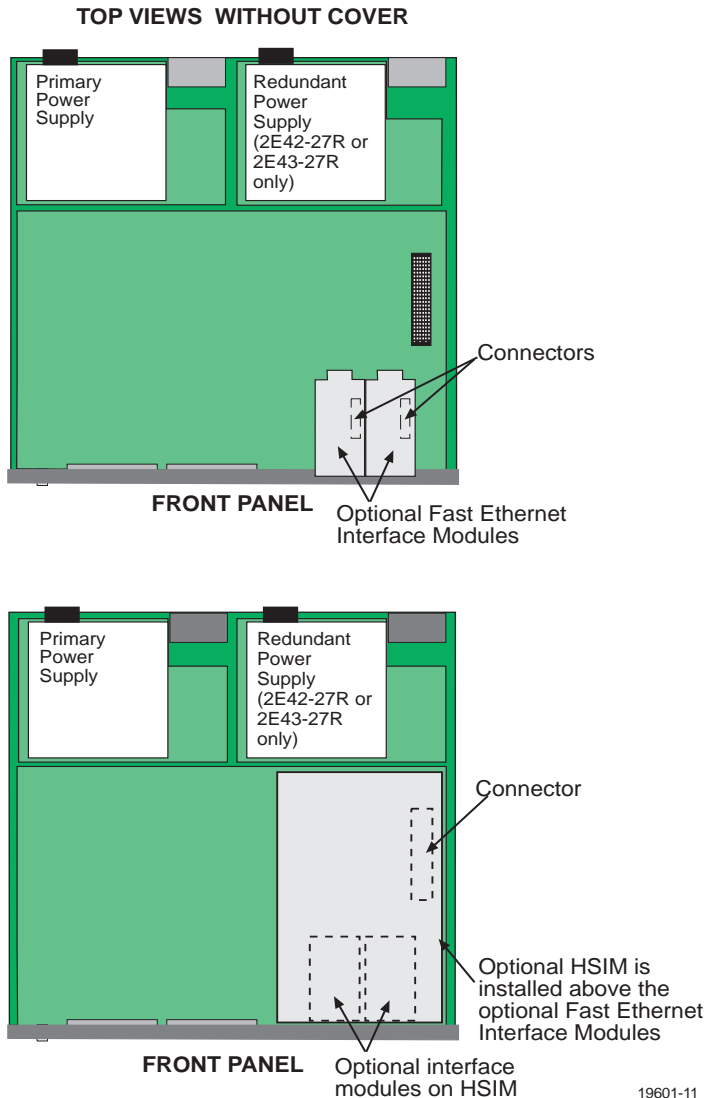 TOP VIEWS WITHOUT COVER
Primary
Power
Supply
Redundant
Power
Supply
(2E42-27R or
2E43-27R
only)
Connectors
FRONT PANEL
Optional Fast Ethernet
Interface Modules
Primary
Power
Supply
Redundant
Power
Supply
(2E42-27R or
2E43-27R
only)
Connector
Optional HSIM is
installed above the
optional Fast Ethernet
Interface Modules
FRONT PANEL
Optional interface
modules on HSIM
19601-11